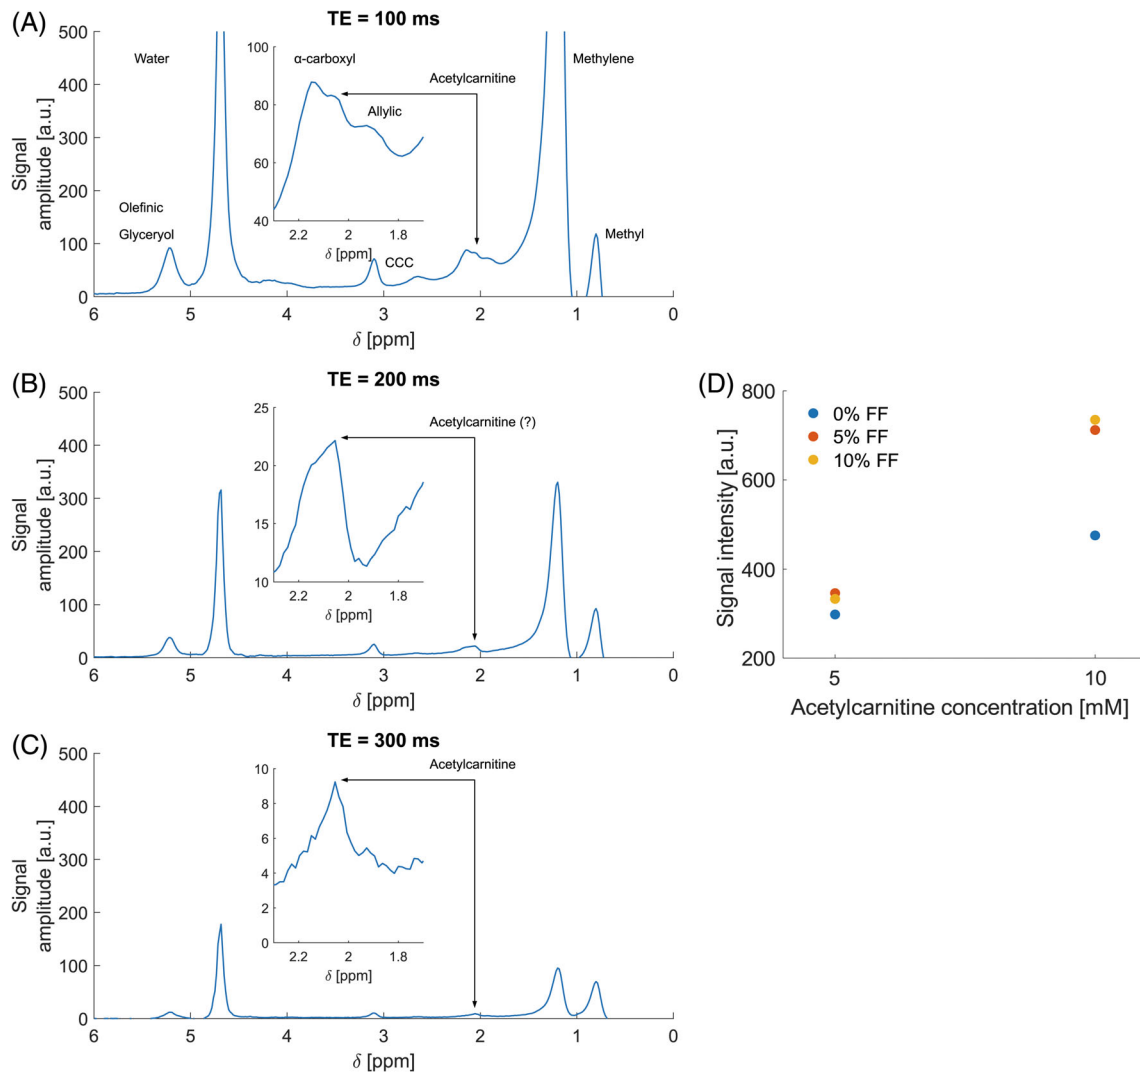 (A)
TE = 100 ms
500
400
300
200
100
0
Signal
amplitude [a.u.]
Water
Olefinic
Glyceryol
100
80
60
40
α-carboxyl
Allylic
2.2
2
1.8
δ [ppm]
Acetylcarnitine
CCC
Methylene
Methyl
6
5
4
3
2
1
0
δ [ppm]
(B)
TE = 200 ms
500
400
300
200
100
0
Signal
amplitude [a.u.]
25
22
15
12
10
2.2
2
1.8
δ [ppm]
Acetylcarnitine (?)
6
5
4
3
2
1
0
δ [ppm]
(C)
TE = 300 ms
500
400
300
200
100
0
Signal
amplitude [a.u.]
10
8
6
4
2
0
2.2
2
1.8
δ [ppm]
Acetylcarnitine
6
5
4
3
2
1
0
δ [ppm]
(D)
800
600
400
200
Signal intensity [a.u.]
0% FF
5% FF
10% FF
5
10
Acetylcarnitine concentration [mM]